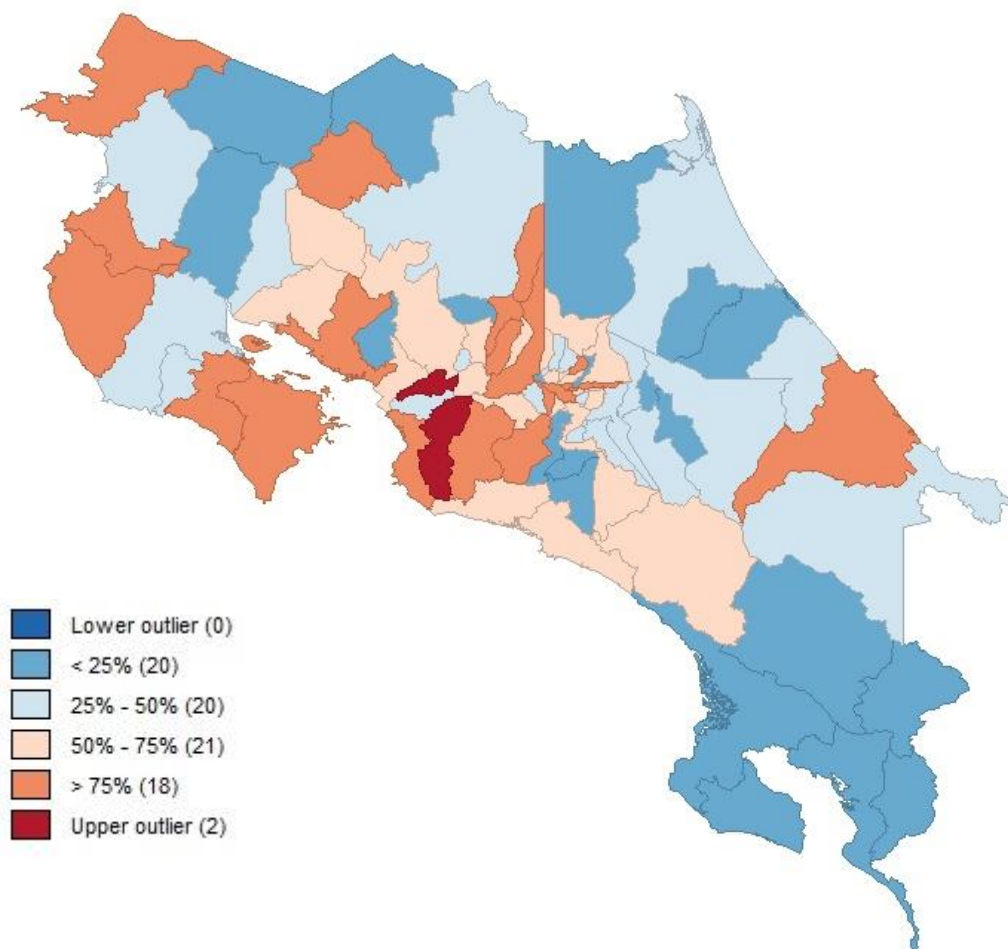 Lower outlier (0)
< 25% (20)
25% - 50% (20)
50% - 75% (21)
> 75% (18)
Upper outlier (2)